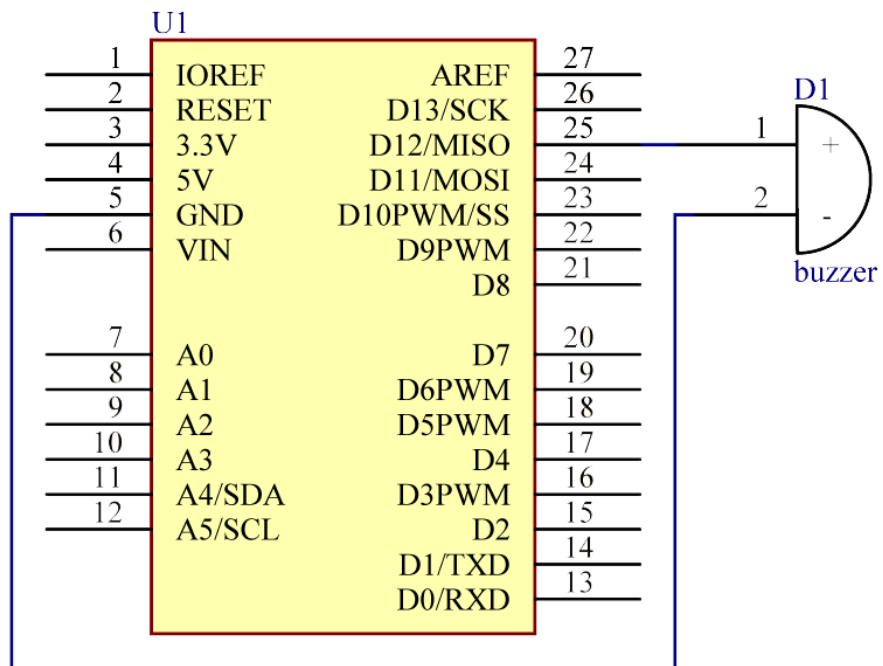 U1
1 IOREF AREF 27
2 RESET D13/SCK 26
3 3.3V D12/MISO 25
4 5V D11/MOSI 24
5 GND D10PWM/SS 23
6 VIN D9PWM 22
D8 21
7 A0 D7 20
8 A1 D6PWM 19
9 A2 D5PWM 18
10 A3 D4 17
11 A4/SDA D3PWM 16
12 A5/SCL D2 15
D1/TXD 14
D0/RXD 13
D1
1 +
2 -
buzzer